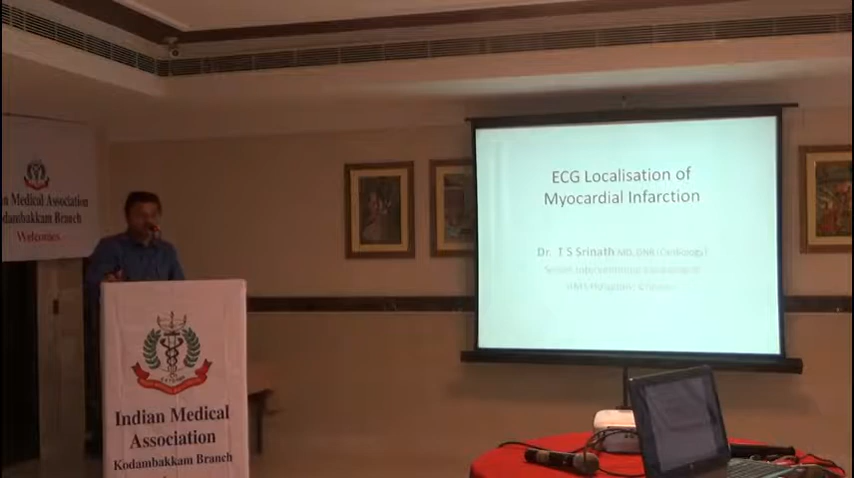 n Medical Association
dambakkam Branch
Welcomes
ECG Localisation of
Myocardial Infarction
Dr. T S Srinath MD, DNB (Cardiology)
Indian Medical
Association
Kodambakkam Branch